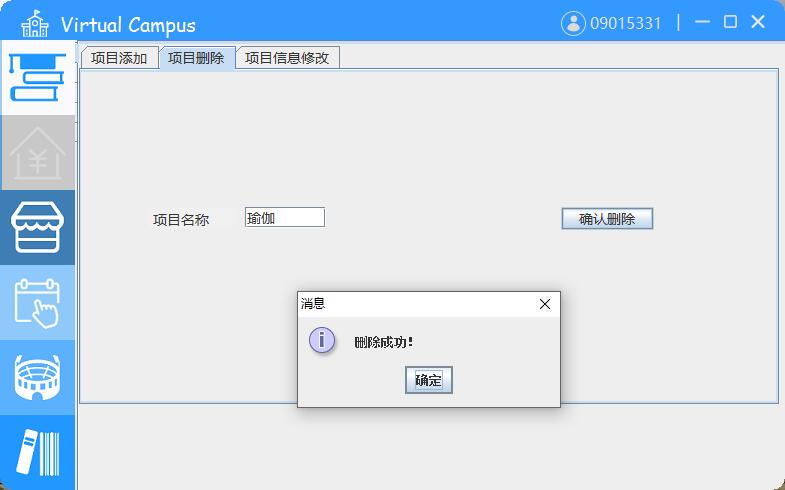 Virtual Campus
09015331
项目添加
项目删除
项目信息修改
项目名称
瑜伽
确认删除
消息
删除成功！
确定